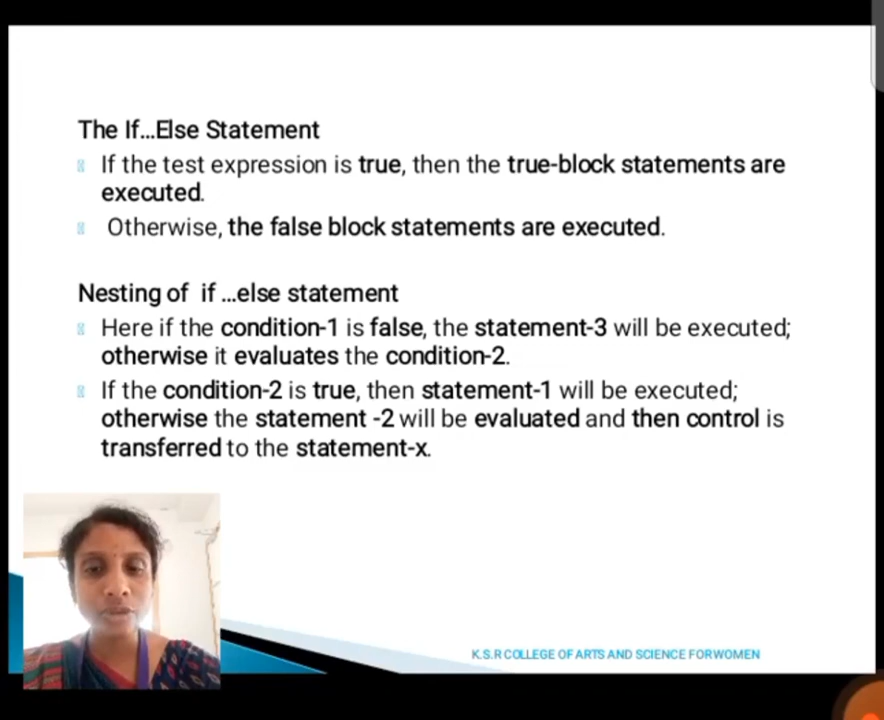 The If...Else Statement
If the test expression is true, then the true-block statements are
executed.
Otherwise, the false block statements are executed.
Nesting of if ...else statement
Here if the condition-1 is false, the statement-3 will be executed;
otherwise it evaluates the condition-2.
If the condition-2 is true, then statement-1 will be executed;
otherwise the statement -2 will be evaluated and then control is
transferred to the statement-x.
K.S.R COLLEGE OF ARTS AND SCIENCE FOR WOMEN